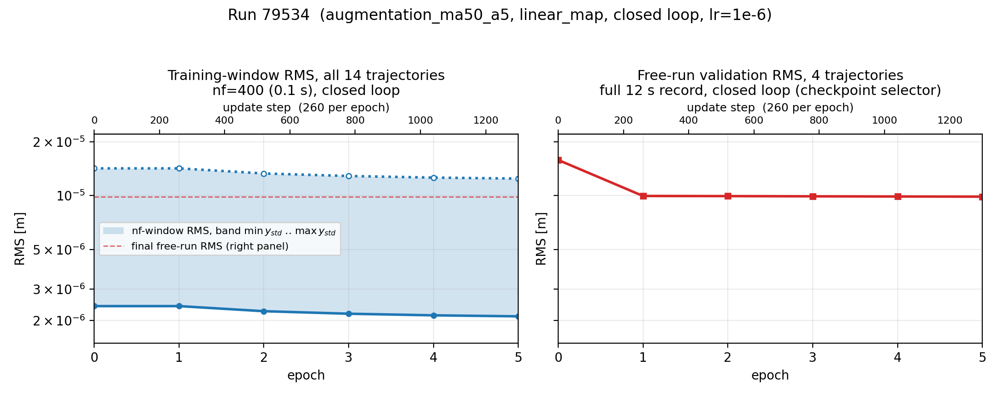 Run 79534  (augmentation_ma50_a5, linear_map, closed loop, lr=1e-6)
Training-window RMS, all 14 trajectories
nf=400 (0.1 s), closed loop
update step  (260 per epoch)
0 200 400 600 800 1000 1200
2 × 10⁻⁵
10⁻⁵
5 × 10⁻⁶
3 × 10⁻⁶
2 × 10⁻⁶
RMS [m]
nf-window RMS, band min y_std .. max y_std
final free-run RMS (right panel)
0 1 2 3 4 5
epoch
Free-run validation RMS, 4 trajectories
full 12 s record, closed loop (checkpoint selector)
update step  (260 per epoch)
0 200 400 600 800 1000 1200
RMS [m]
0 1 2 3 4 5
epoch